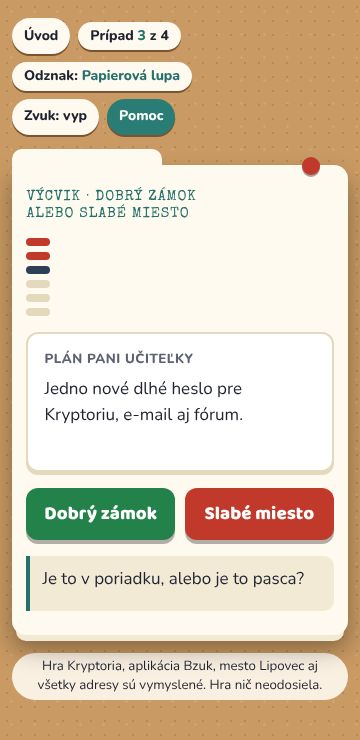 Úvod
Prípad 3 z 4
Odznak: Papierová lupa
Zvuk: vyp
Pomoc
VÝCVIK · DOBRÝ ZÁMOK
ALEBO SLABÉ MIESTO
PLÁN PANI UČITEĽKY
Jedno nové dlhé heslo pre
Kryptoriu, e-mail aj fórum.
Dobrý zámok
Slabé miesto
Je to v poriadku, alebo je to pasca?
Hra Kryptoria, aplikácia Bzuk, mesto Lipovec aj
všetky adresy sú vymyslené. Hra nič neodosiela.